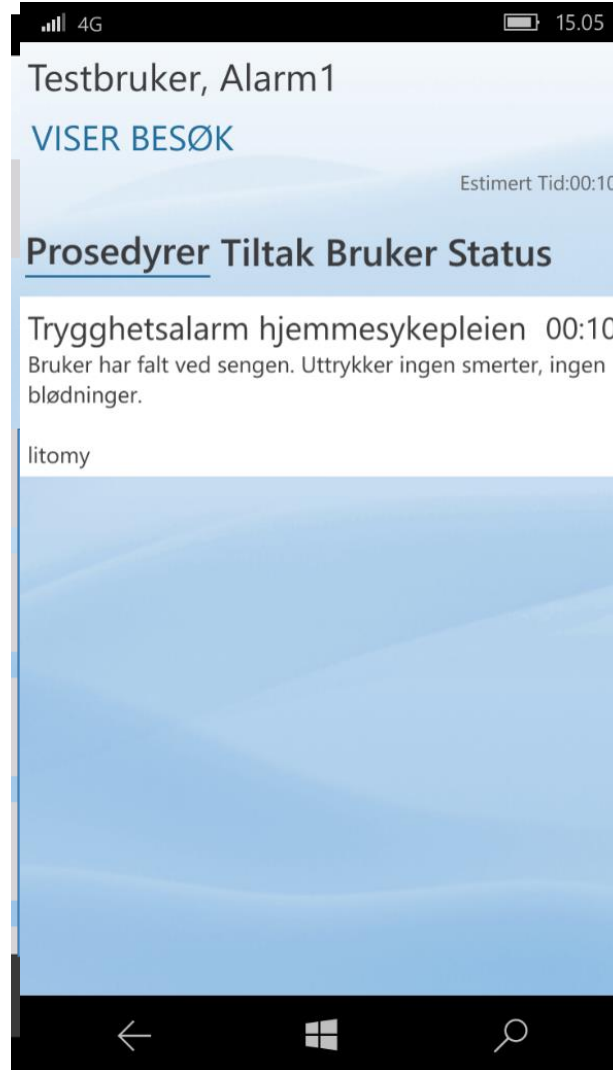 4G 15.05
Testbruker, Alarm1
VISER BESØK
Estimert Tid:00:10
Prosedyrer Tiltak Bruker Status
Trygghetsalarm hjemmesykepleien 00:10
Bruker har falt ved sengen. Uttrykker ingen smerter, ingen
blødninger.
litomy